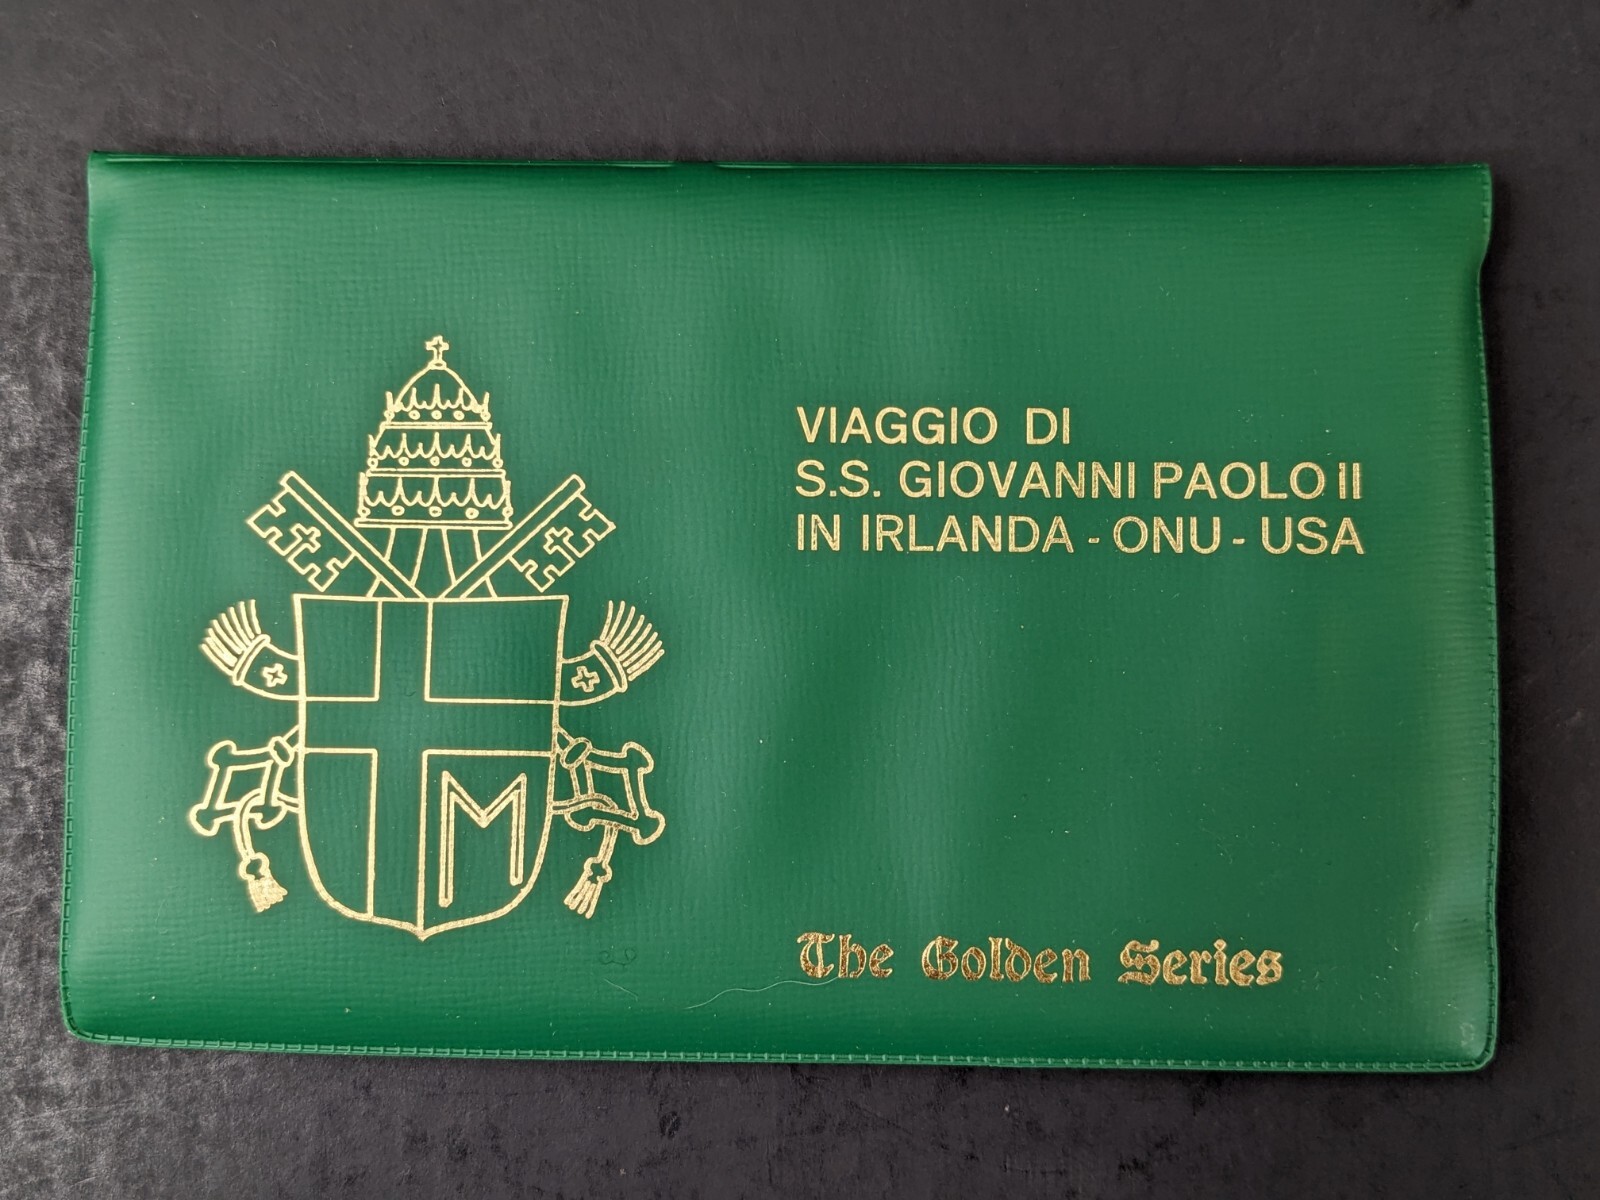 VIAGGIO DI
S.S. GIOVANNI PAOLO II
IN IRLANDA - ONU - USA
M
The Golden Series